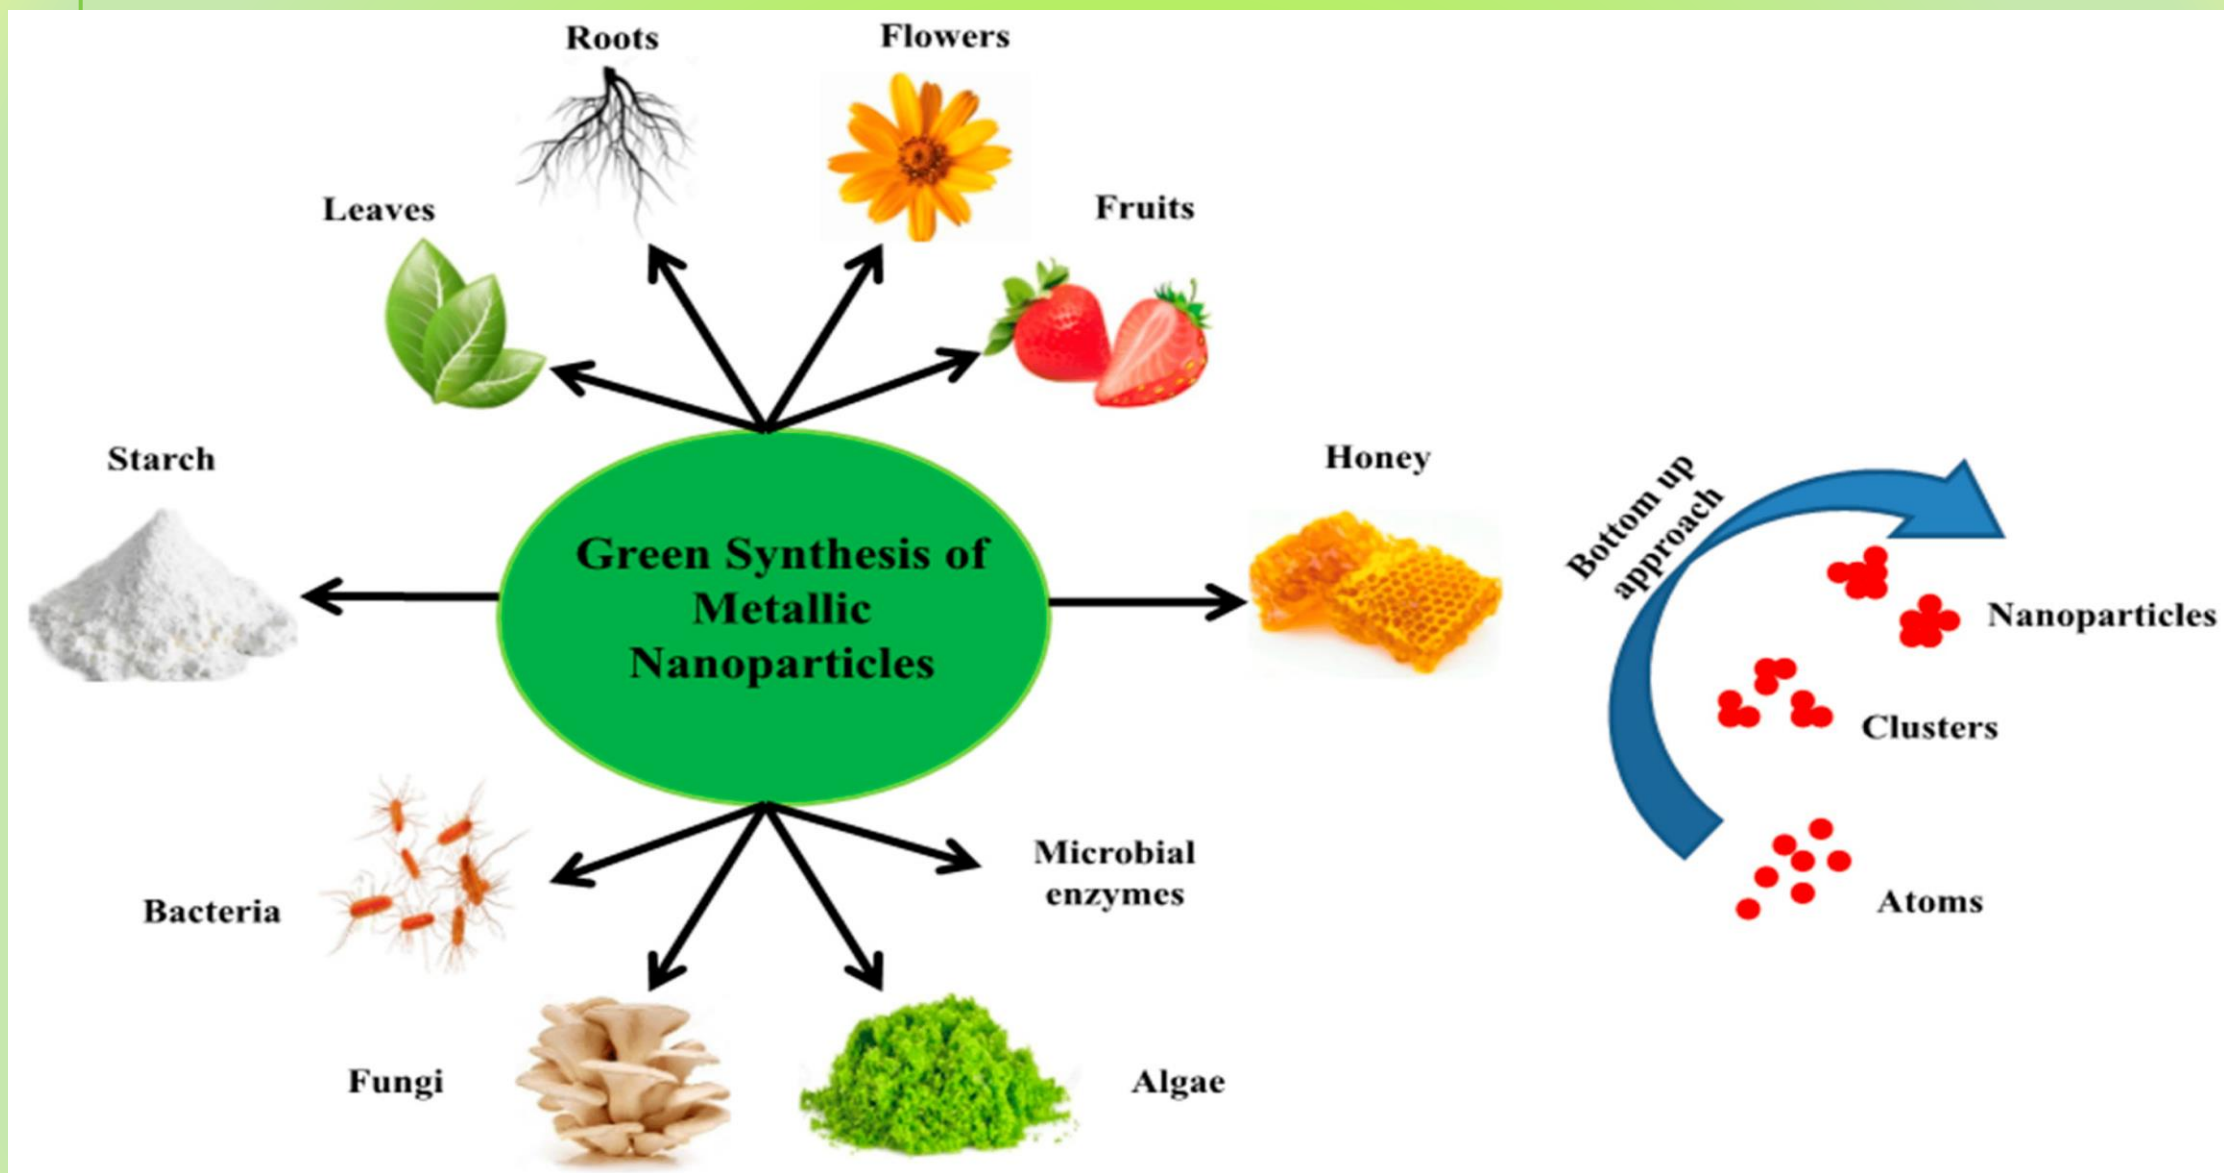 Roots
Flowers
Leaves
Fruits
Starch
Honey
Green Synthesis of
Metallic
Nanoparticles
Bottom up
approach
Nanoparticles
Clusters
Atoms
Microbial
enzymes
Bacteria
Fungi
Algae